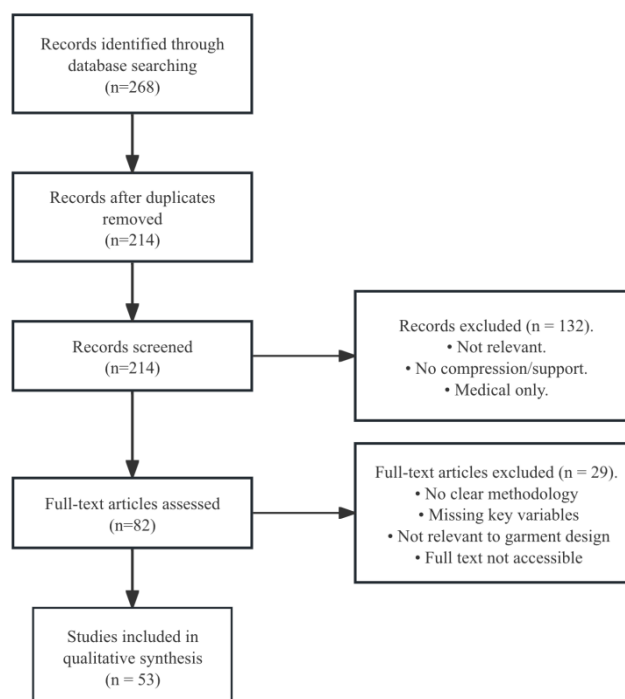 Records identified through
database searching
(n=268)
Records after duplicates
removed
(n=214)
Records screened
(n=214)
Records excluded (n = 132).
• Not relevant.
• No compression/support.
• Medical only.
Full-text articles assessed
(n=82)
Full-text articles excluded (n = 29).
• No clear methodology
• Missing key variables
• Not relevant to garment design
• Full text not accessible
Studies included in
qualitative synthesis
(n = 53)